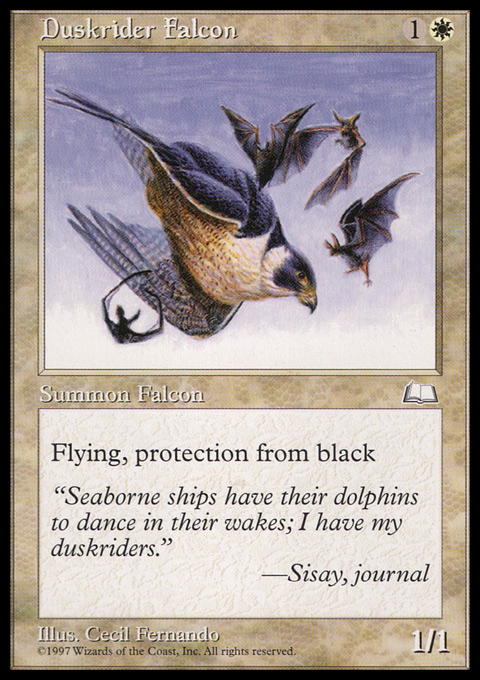 Duskrider Falcon 1
Summon Falcon
Flying, protection from black
“Seaborne ships have their dolphins
to dance in their wakes; I have my
duskriders.”
—Sisay, journal
Illus. Cecil Fernando
1/1
©1997 Wizards of the Coast, Inc. All rights reserved.